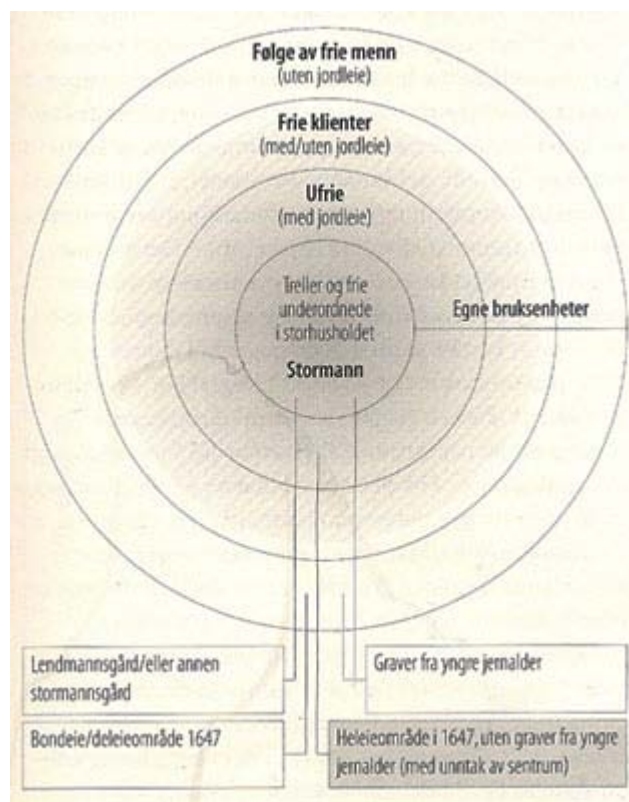 Følge av frie menn
(uten jordleie)
Frie klienter
(med/uten jordleie)
Ufrie
(med jordleie)
Treller og frie
underordnede
i storhusholdet
Egne bruksenheter
Stormann
Lendmannsgård/eller annen
stormannsgård
Graver fra yngre jernalder
Bondeie/deleieområde 1647
Heleieområde i 1647, uten graver fra yngre
jernalder (med unntak av sentrum)